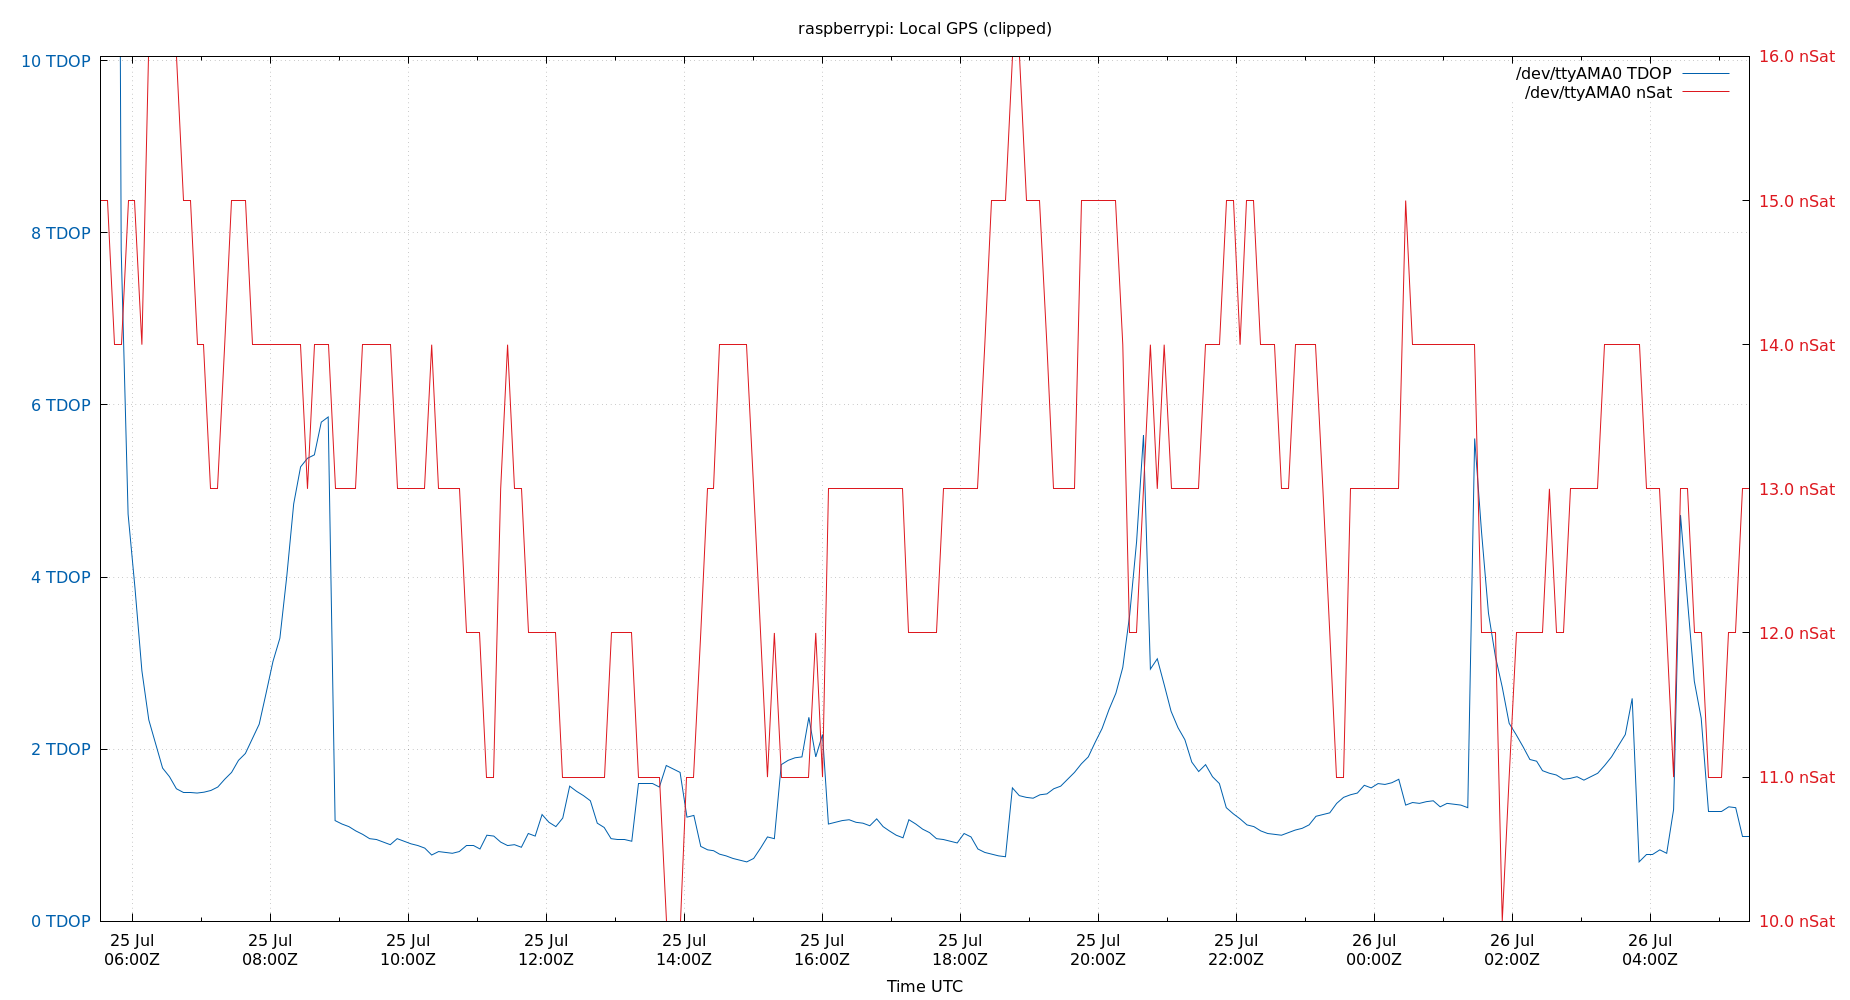 raspberrypi: Local GPS (clipped)
10 TDOP
8 TDOP
6 TDOP
4 TDOP
2 TDOP
0 TDOP
/dev/ttyAMA0 TDOP
/dev/ttyAMA0 nSat
16.0 nSat
15.0 nSat
14.0 nSat
13.0 nSat
12.0 nSat
11.0 nSat
10.0 nSat
25 Jul 25 Jul 25 Jul 25 Jul 25 Jul 25 Jul 25 Jul 25 Jul 25 Jul 26 Jul 26 Jul 26 Jul
06:00Z 08:00Z 10:00Z 12:00Z 14:00Z 16:00Z 18:00Z 20:00Z 22:00Z 00:00Z 02:00Z 04:00Z
Time UTC